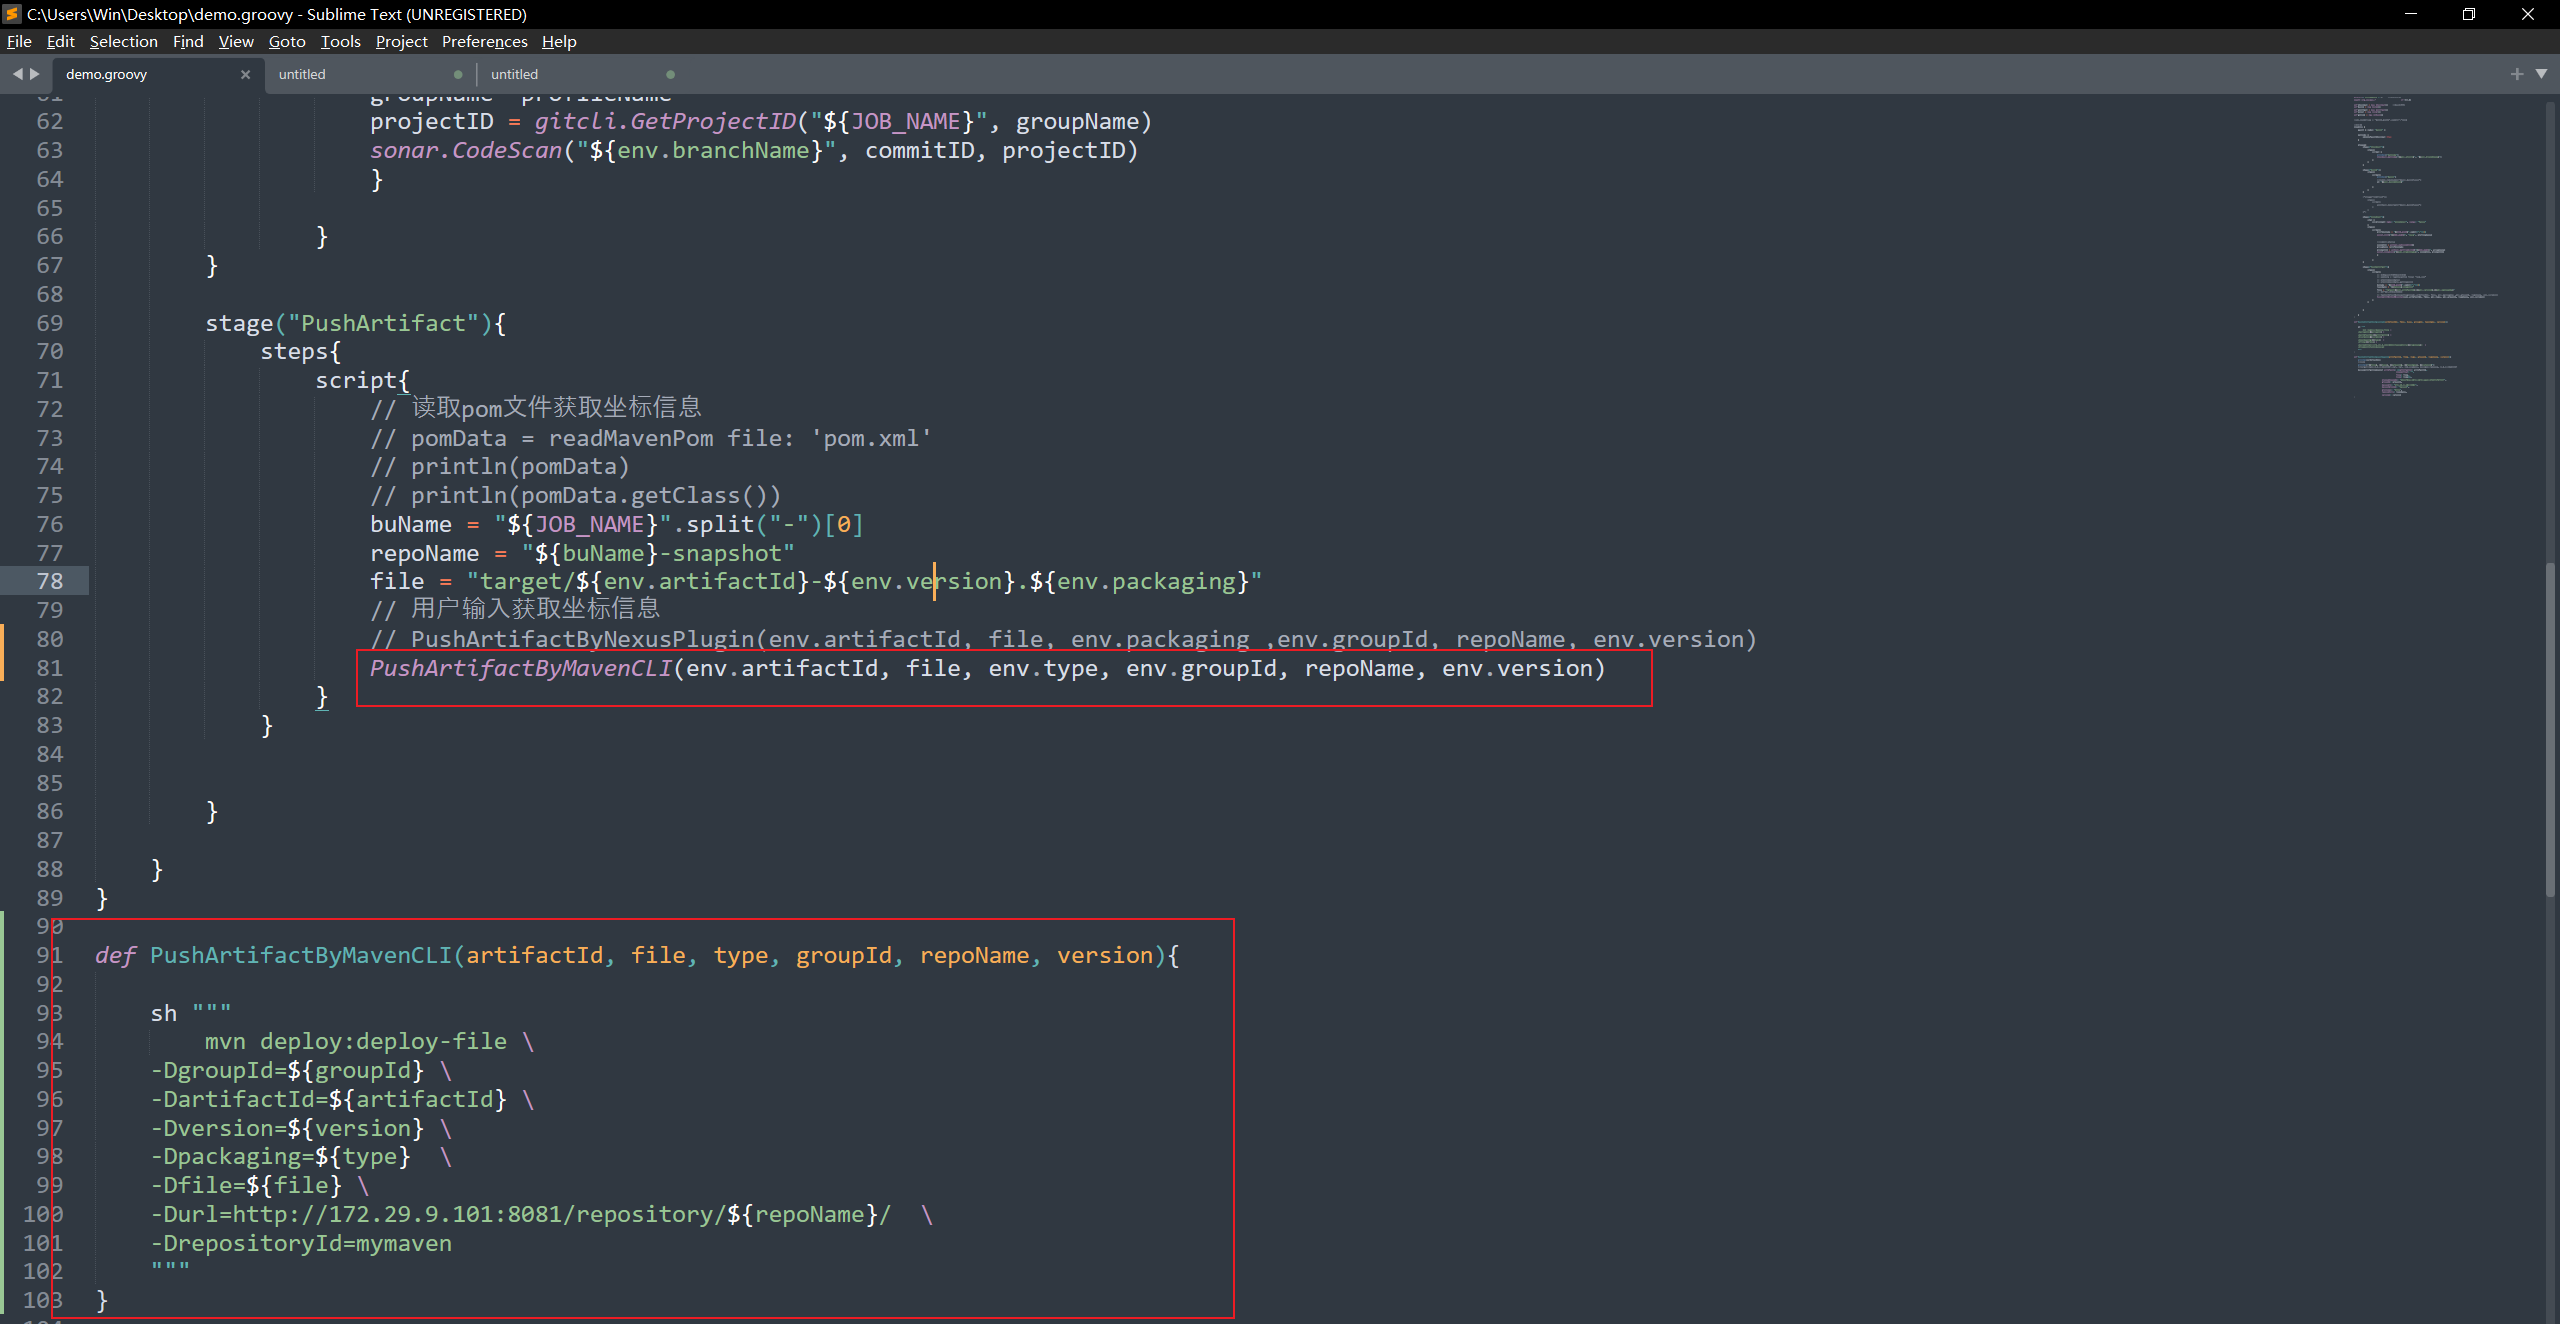 C:\Users\Win\Desktop\demo.groovy - Sublime Text (UNREGISTERED)
File Edit Selection Find View Goto Tools Project Preferences Help
demo.groovy untitled untitled
61 groupName profileName
62 projectID = gitcli.GetProjectID("${JOB_NAME}", groupName)
63 sonar.CodeScan("${env.branchName}", commitID, projectID)
64 }
65
66 }
67 }
68
69 stage("PushArtifact"){
70 steps{
71 script{
72 // 读取pom文件获取坐标信息
73 // pomData = readMavenPom file: 'pom.xml'
74 // println(pomData)
75 // println(pomData.getClass())
76 buName = "${JOB_NAME}".split("-")[0]
77 repoName = "${buName}-snapshot"
78 file = "target/${env.artifactId}-${env.version}.${env.packaging}"
79 // 用户输入获取坐标信息
80 // PushArtifactByNexusPlugin(env.artifactId, file, env.packaging ,env.groupId, repoName, env.version)
81 PushArtifactByMavenCLI(env.artifactId, file, env.type, env.groupId, repoName, env.version)
82 }
83 }
84
85
86 }
87
88 }
89 }
90
91 def PushArtifactByMavenCLI(artifactId, file, type, groupId, repoName, version){
92
93 sh """
94 mvn deploy:deploy-file \
95 -DgroupId=${groupId} \
96 -DartifactId=${artifactId} \
97 -Dversion=${version} \
98 -Dpackaging=${type}  \
99 -Dfile=${file} \
100 -Durl=http://172.29.9.101:8081/repository/${repoName}/  \
101 -DrepositoryId=mymaven
102 """
103 }